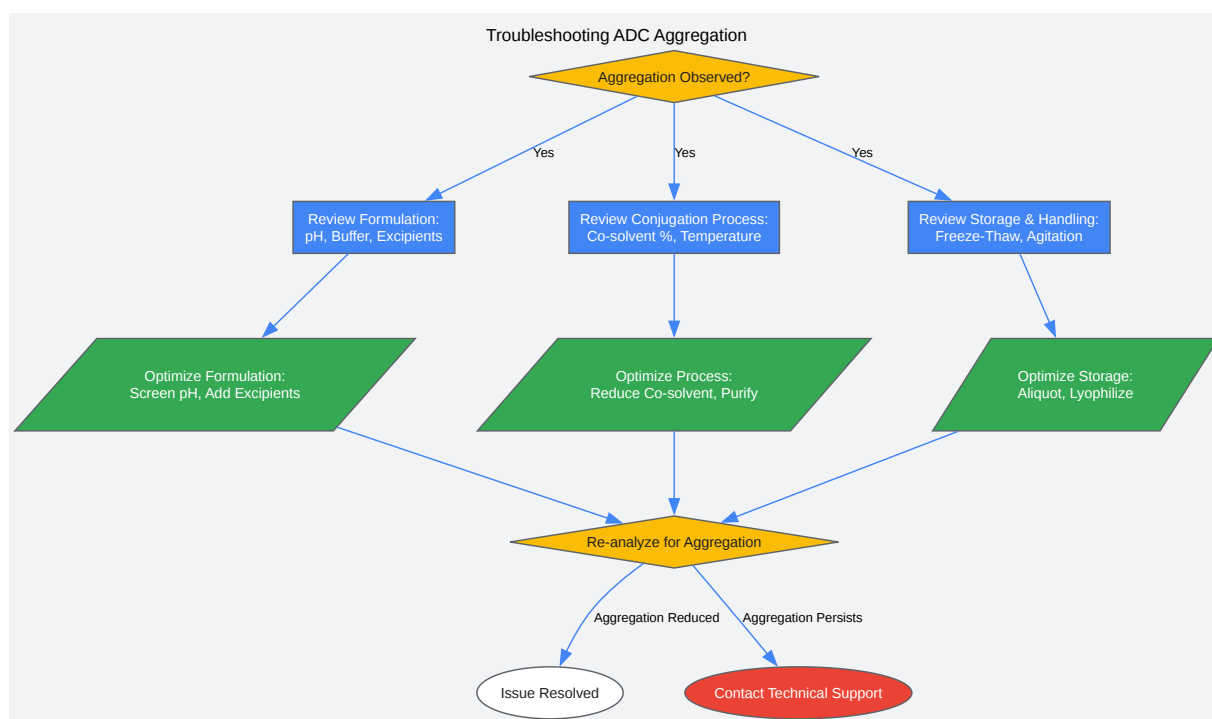 Troubleshooting ADC Aggregation
Aggregation Observed?
Yes
Yes
Yes
Review Formulation:
pH, Buffer, Excipients
Review Conjugation Process:
Co-solvent %, Temperature
Review Storage & Handling:
Freeze-Thaw, Agitation
Optimize Formulation:
Screen pH, Add Excipients
Optimize Process:
Reduce Co-solvent, Purify
Optimize Storage:
Aliquot, Lyophilize
Re-analyze for Aggregation
Aggregation Reduced
Aggregation Persists
Issue Resolved
Contact Technical Support